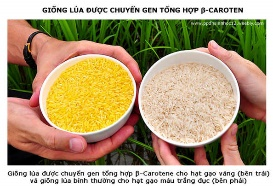 GIỐNG LÚA ĐƯỢC CHUYỂN GEN TỔNG HỢP β-CAROTEN
Giống lúa được chuyển gen tổng hợp β-Carotene cho hạt gạo vàng (bên trái)
và giống lúa bình thường cho hạt gạo màu trắng đục (bên phải)